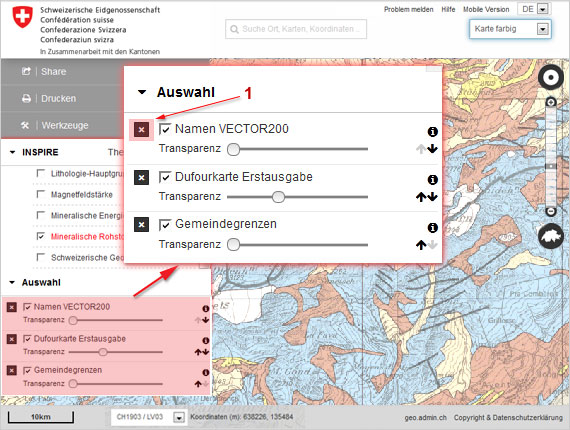 Schweizerische Eidgenossenschaft
Confédération suisse
Confederazione Svizzera
Confederaziun svizra
In Zusammenarbeit mit den Kantonen
Problem melden Hilfe Mobile Version DE
Suche Ort, Karten, Koordinaten...
Karte farbig
Share
Drucken
Werkzeuge
INSPIRE The
Lithologie-Hauptgru
Magnetfeldstärke
Mineralische Energie
Mineralische Rohsto
Schweizerische Geo
Auswahl
1
Namen VECTOR200
Transparenz
Dufourkarte Erstausgabe
Transparenz
Gemeindegrenzen
Transparenz
Auswahl
Namen VECTOR200
Transparenz
Dufourkarte Erstausgabe
Transparenz
Gemeindegrenzen
Transparenz
10km
CH1903 / LV03
Koordinaten (m): 638226, 135484
geo.admin.ch Copyright & Datenschutzerklärung